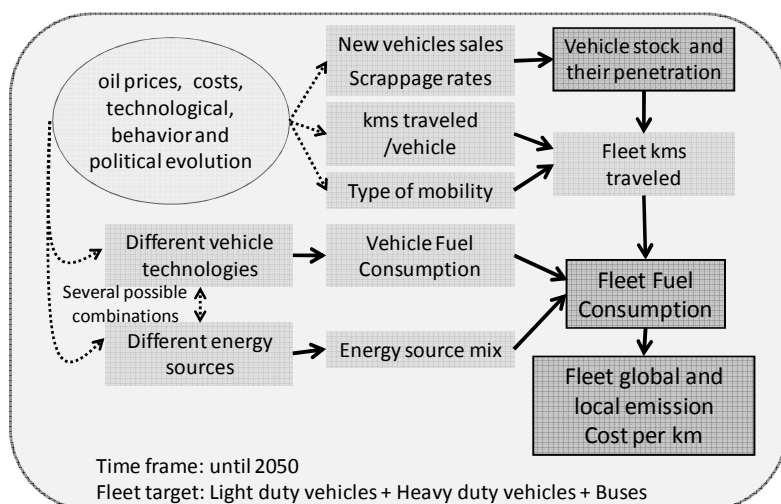 oil prices, costs,
technological,
behavior and
political evolution
New vehicles sales
Scrappage rates
Vehicle stock and
their penetration
kms traveled
/vehicle
Type of mobility
Fleet kms
traveled
Different vehicle
technologies
Vehicle Fuel
Consumption
Fleet Fuel
Consumption
Several possible
combinations
Different energy
sources
Energy source mix
Fleet global and
local emission
Cost per km
Time frame: until 2050
Fleet target: Light duty vehicles + Heavy duty vehicles + Buses